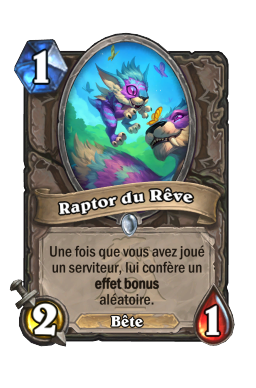 1
Raptor du Rêve
Une fois que vous avez joué
un serviteur, lui confère un
effet bonus
aléatoire.
2
Bête
1